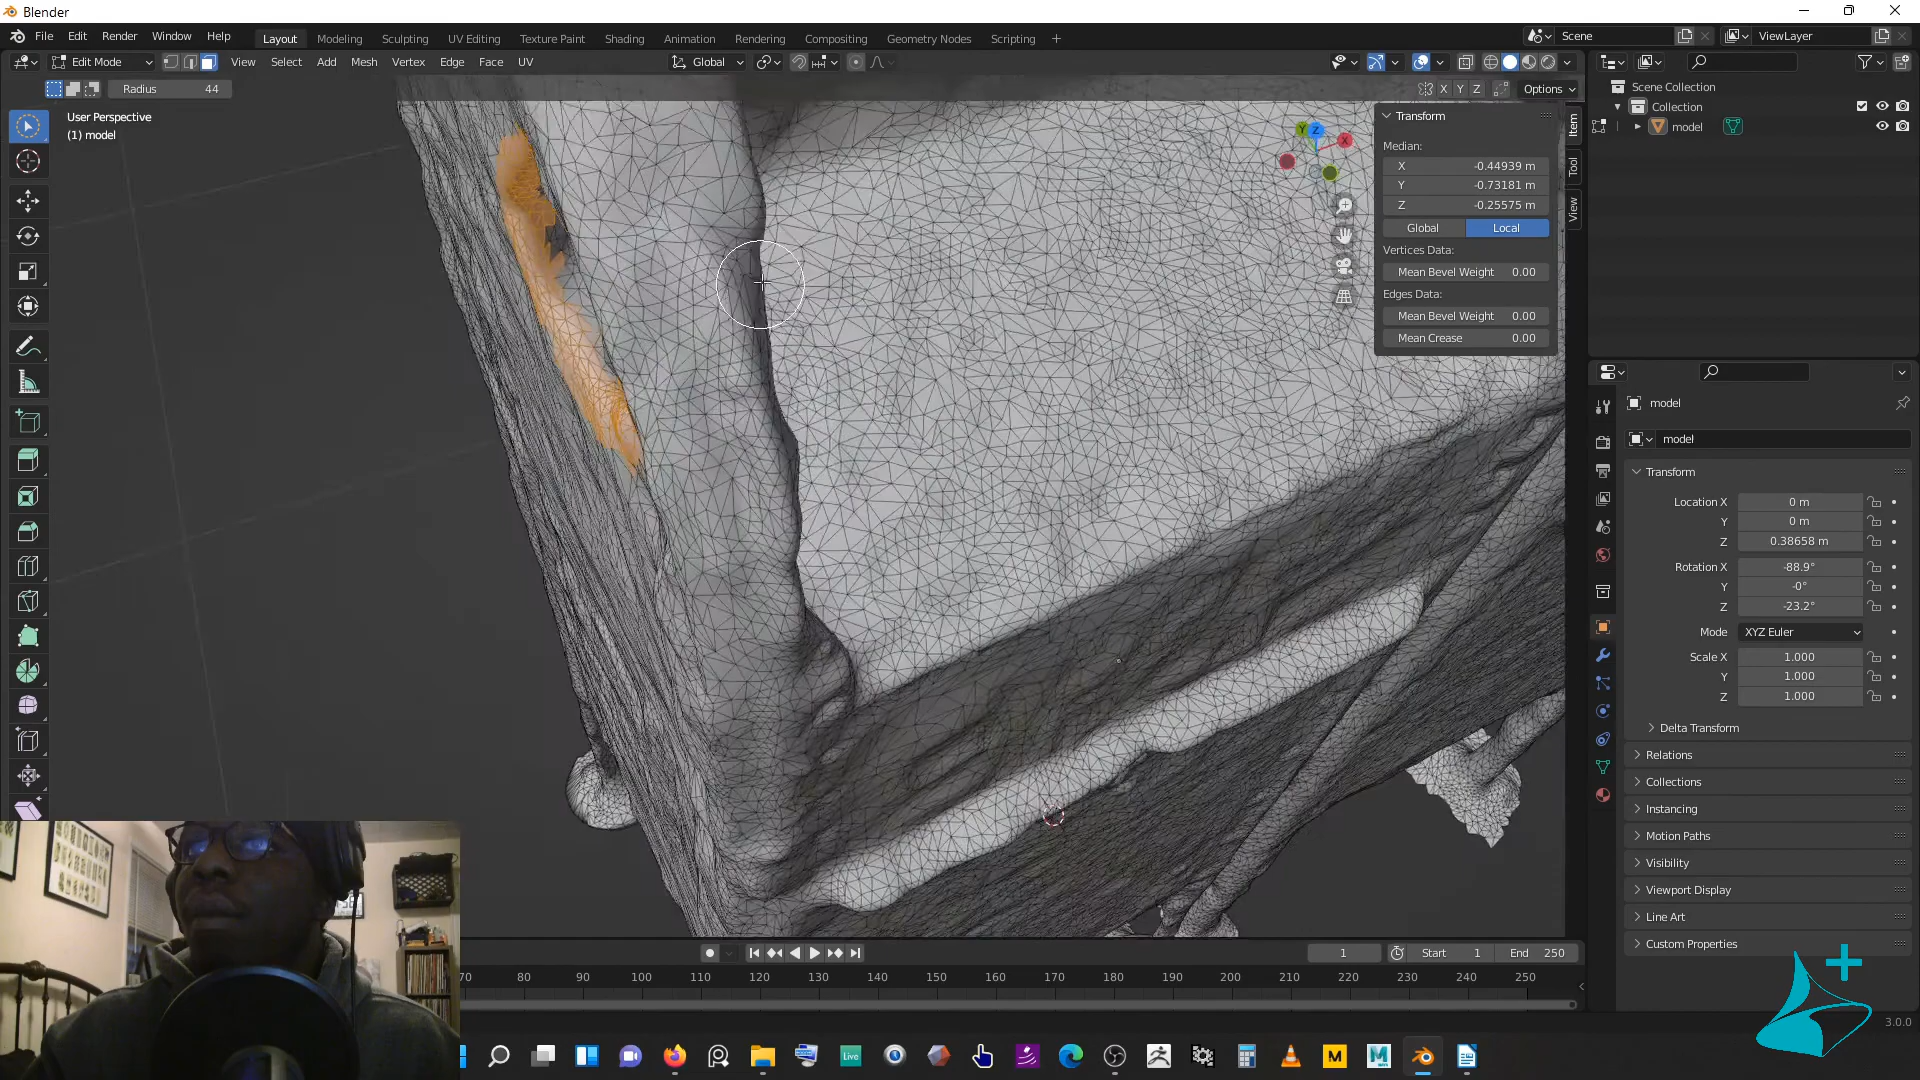 Blender
File Edit Render Window Help Layout Modeling Sculpting UV Editing Texture Paint Shading Animation Rendering Compositing Geometry Nodes Scripting + Scene ViewLayer
Edit Mode View Select Add Mesh Vertex Edge Face UV Global
Radius 44 X Y Z Options
User Perspective
(1) model
Transform
Median:
X -0.44939 m
Y -0.73181 m
Z -0.25575 m
Global Local
Vertices Data:
Mean Bevel Weight 0.00
Edges Data:
Mean Bevel Weight 0.00
Mean Crease 0.00
Y Z X
Item
Tool
View
Scene Collection
Collection
model
model
model
Transform
Location X 0 m
Y 0 m
Z 0.38658 m
Rotation X -88.9°
Y -0°
Z -23.2°
Mode XYZ Euler
Scale X 1.000
Y 1.000
Z 1.000
Delta Transform
Relations
Collections
Instancing
Motion Paths
Visibility
Viewport Display
Line Art
Custom Properties
1 Start 1 End 250
70 80 90 100 110 120 130 140 150 160 170 180 190 200 210 220 230 240 250
3.0.0
Live M M